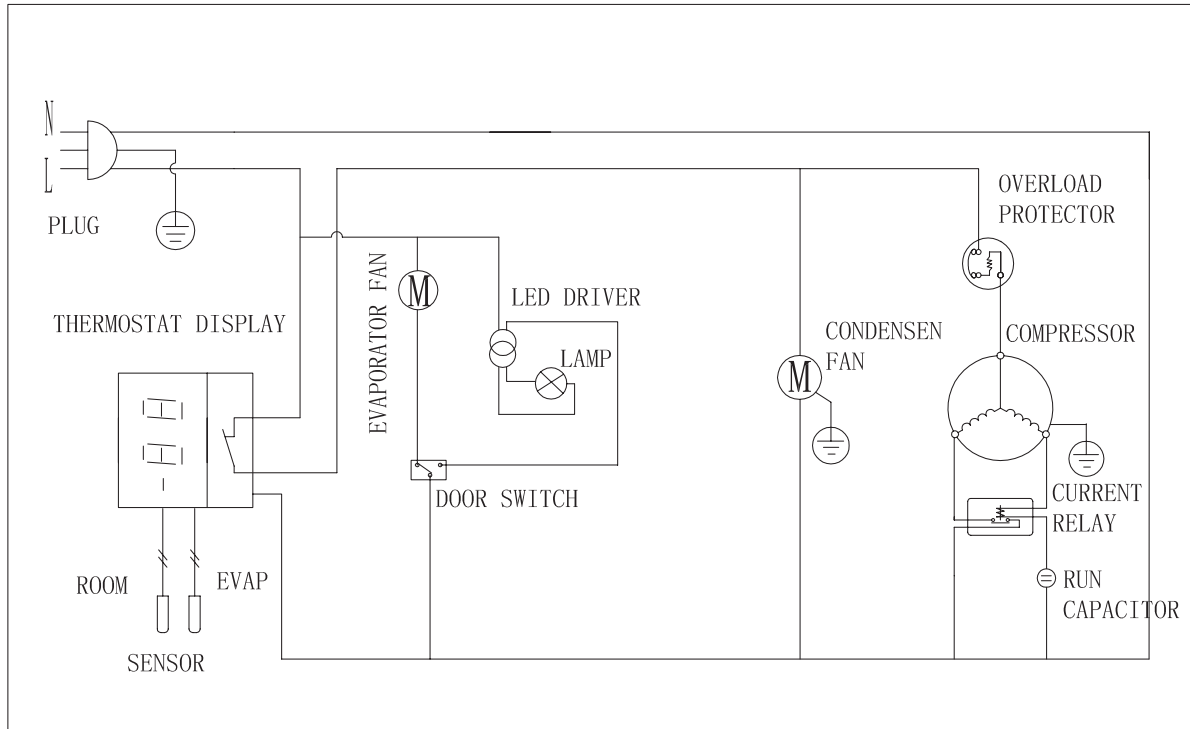 N
L
PLUG
THERMOSTAT DISPLAY
EVAPORATOR FAN
M
LED DRIVER
LAMP
DOOR SWITCH
M
CONDENSEN
FAN
OVERLOAD
PROTECTOR
COMPRESSOR
CURRENT
RELAY
RUN
CAPACITOR
ROOM
EVAP
SENSOR